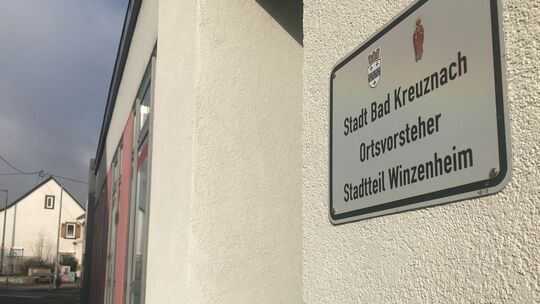 Stadt Bad Kreuznach
Ortsvorsteher
Stadtteil Winzenheim